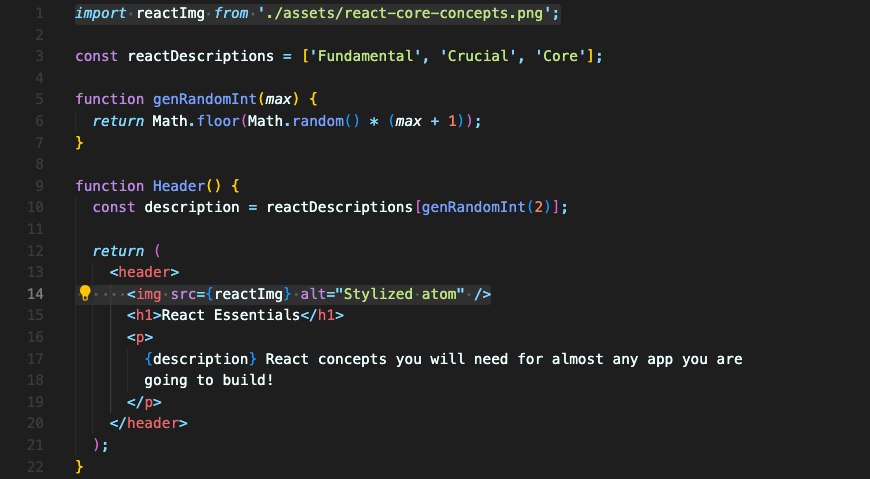 1 import reactImg from './assets/react-core-concepts.png';
2
3 const reactDescriptions = ['Fundamental', 'Crucial', 'Core'];
4
5 function genRandomInt(max) {
6   return Math.floor(Math.random() * (max + 1));
7 }
8
9 function Header() {
10   const description = reactDescriptions[genRandomInt(2)];
11
12   return (
13     <header>
14       <img src={reactImg} alt="Stylized atom" />
15       <h1>React Essentials</h1>
16       <p>
17         {description} React concepts you will need for almost any app you are
18         going to build!
19       </p>
20     </header>
21   );
22 }